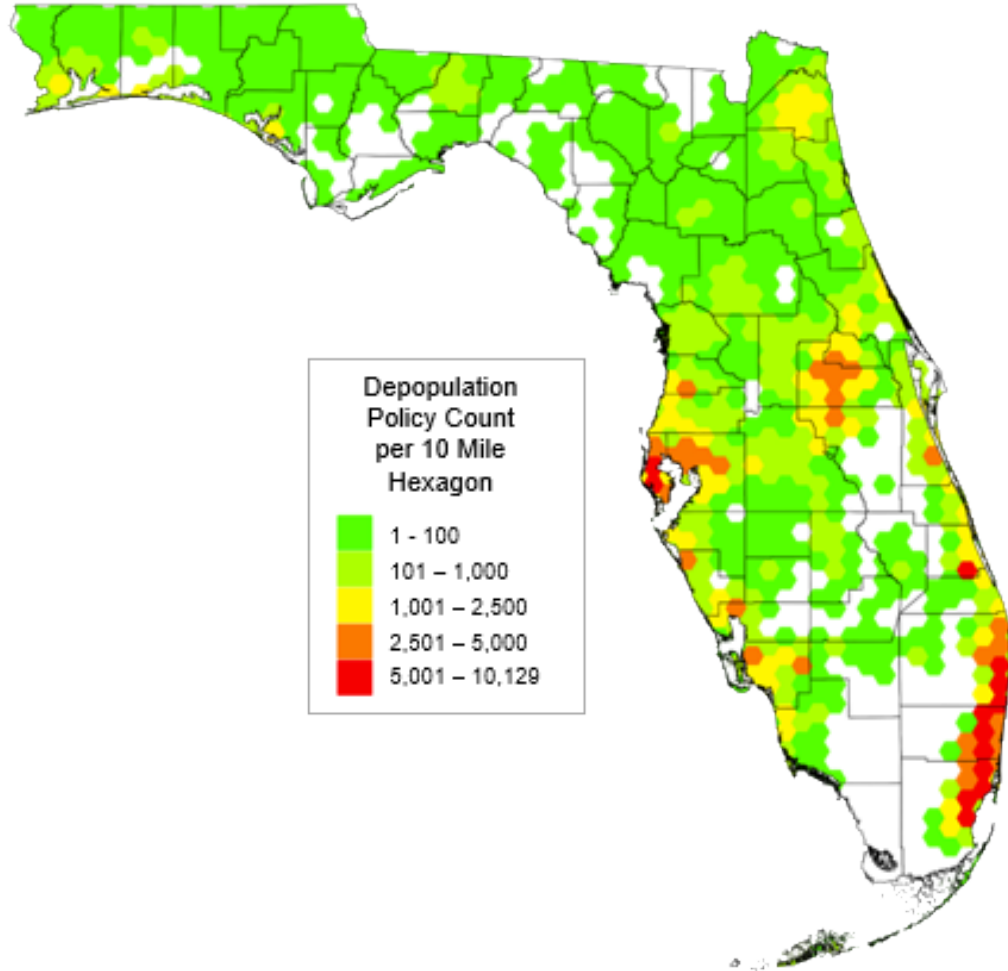 Depopulation
Policy Count
per 10 Mile
Hexagon
1 - 100
101 – 1,000
1,001 – 2,500
2,501 – 5,000
5,001 – 10,129